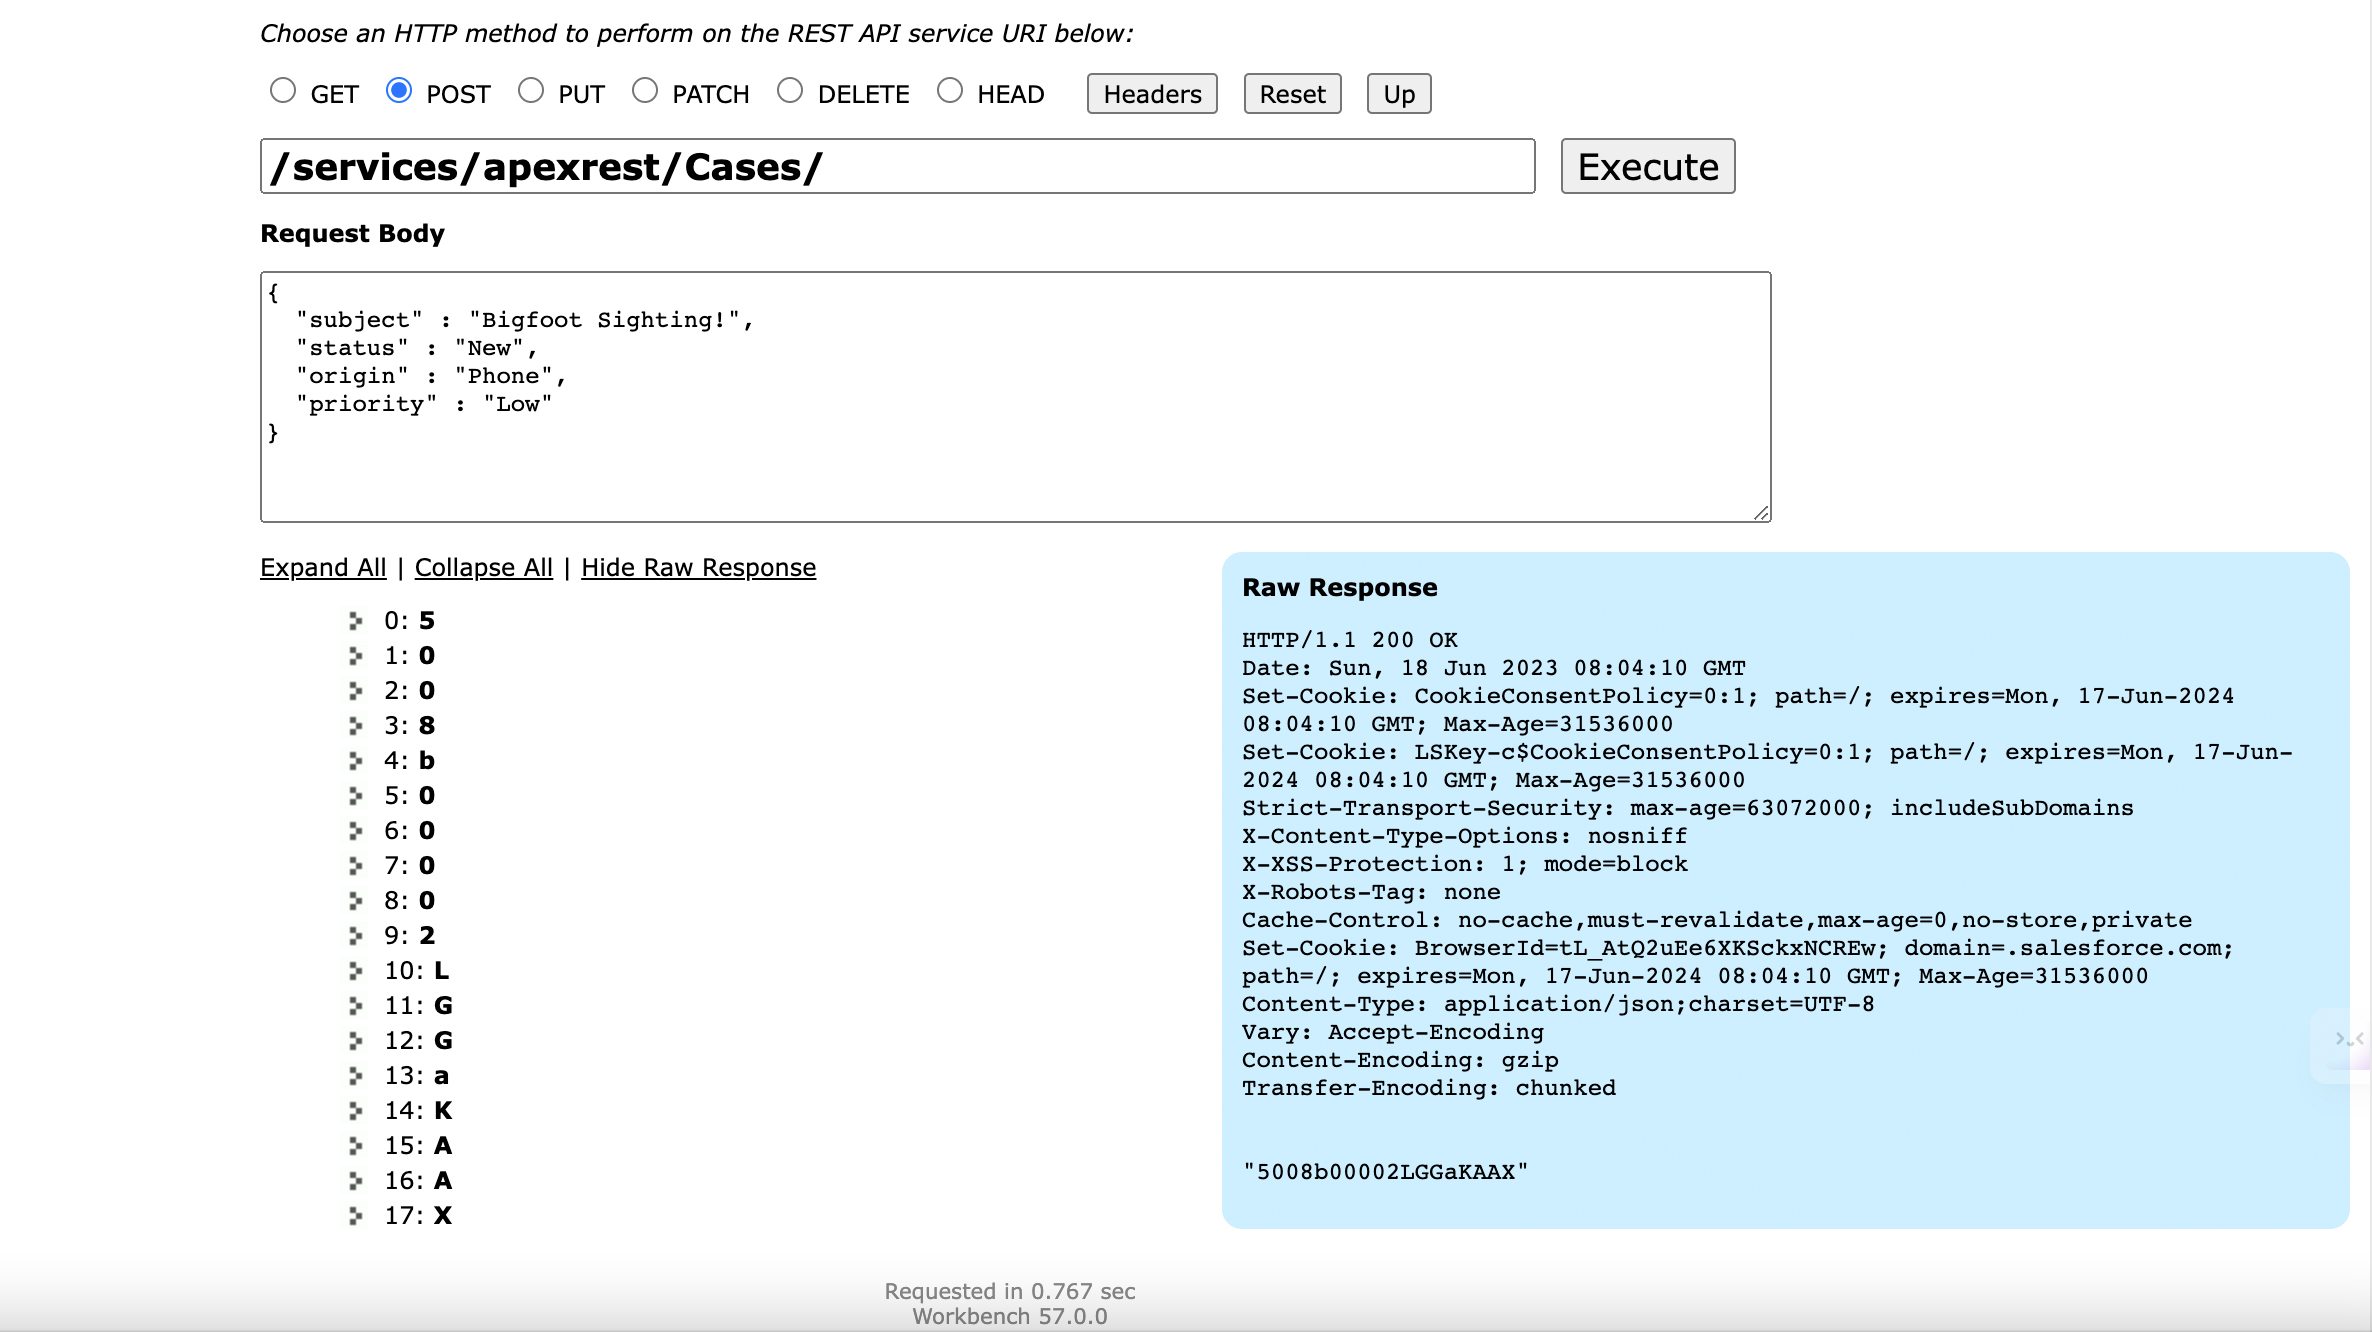 Choose an HTTP method to perform on the REST API service URI below:
GET POST PUT PATCH DELETE HEAD Headers Reset Up
/services/apexrest/Cases/ Execute
Request Body
{
  "subject" : "Bigfoot Sighting!",
  "status" : "New",
  "origin" : "Phone",
  "priority" : "Low"
}
Expand All | Collapse All | Hide Raw Response
0: 5
1: 0
2: 0
3: 8
4: b
5: 0
6: 0
7: 0
8: 0
9: 2
10: L
11: G
12: G
13: a
14: K
15: A
16: A
17: X
Raw Response
HTTP/1.1 200 OK
Date: Sun, 18 Jun 2023 08:04:10 GMT
Set-Cookie: CookieConsentPolicy=0:1; path=/; expires=Mon, 17-Jun-2024
08:04:10 GMT; Max-Age=31536000
Set-Cookie: LSKey-c$CookieConsentPolicy=0:1; path=/; expires=Mon, 17-Jun-
2024 08:04:10 GMT; Max-Age=31536000
Strict-Transport-Security: max-age=63072000; includeSubDomains
X-Content-Type-Options: nosniff
X-XSS-Protection: 1; mode=block
X-Robots-Tag: none
Cache-Control: no-cache,must-revalidate,max-age=0,no-store,private
Set-Cookie: BrowserId=tL_AtQ2uEe6XKSckxNCREw; domain=.salesforce.com;
path=/; expires=Mon, 17-Jun-2024 08:04:10 GMT; Max-Age=31536000
Content-Type: application/json;charset=UTF-8
Vary: Accept-Encoding
Content-Encoding: gzip
Transfer-Encoding: chunked
"5008b00002LGGaKAAX"
Requested in 0.767 sec
Workbench 57.0.0